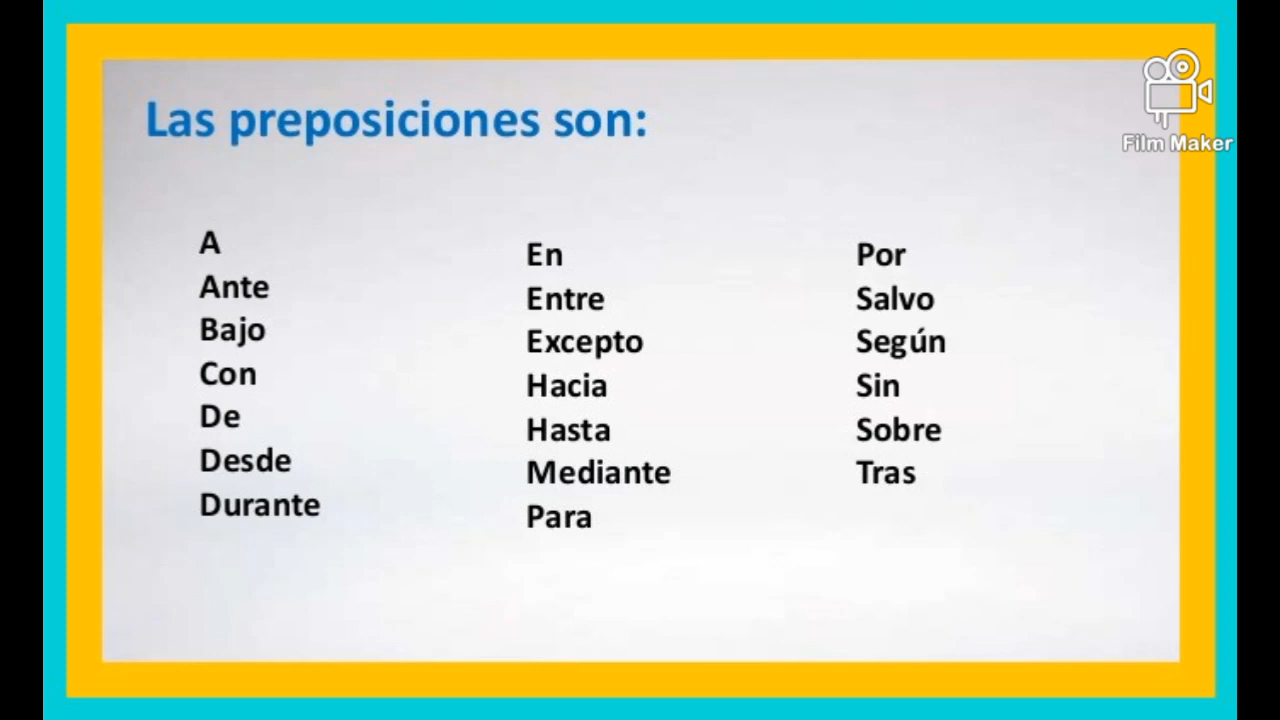 Las preposiciones son:
A
Ante
Bajo
Con
De
Desde
Durante
En
Entre
Excepto
Hacia
Hasta
Mediante
Para
Por
Salvo
Según
Sin
Sobre
Tras
Film Maker